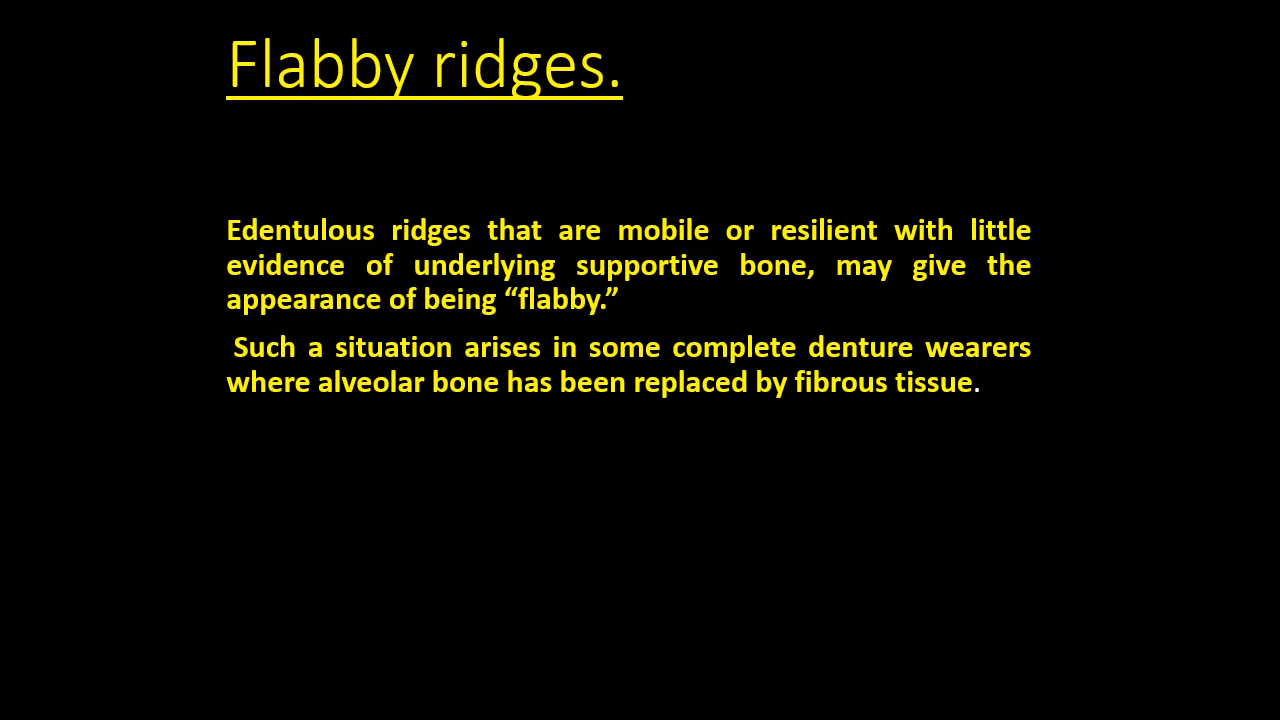 Flabby ridges.
Edentulous ridges that are mobile or resilient with little
evidence of underlying supportive bone, may give the
appearance of being “flabby.”
Such a situation arises in some complete denture wearers
where alveolar bone has been replaced by fibrous tissue.